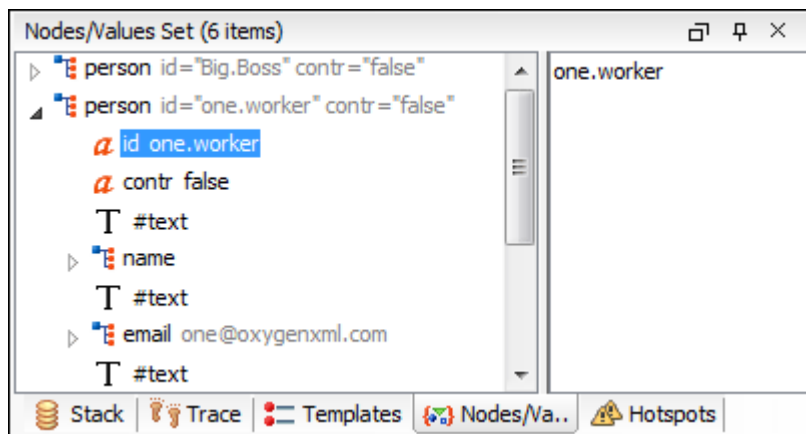 Nodes/Values Set (6 items)
person id="Big.Boss" contr="false"
person id="one.worker" contr="false"
a id one.worker
a contr false
T #text
name
T #text
email one@oxygenxml.com
T #text
one.worker
Stack Trace Templates Nodes/Va.. Hotspots